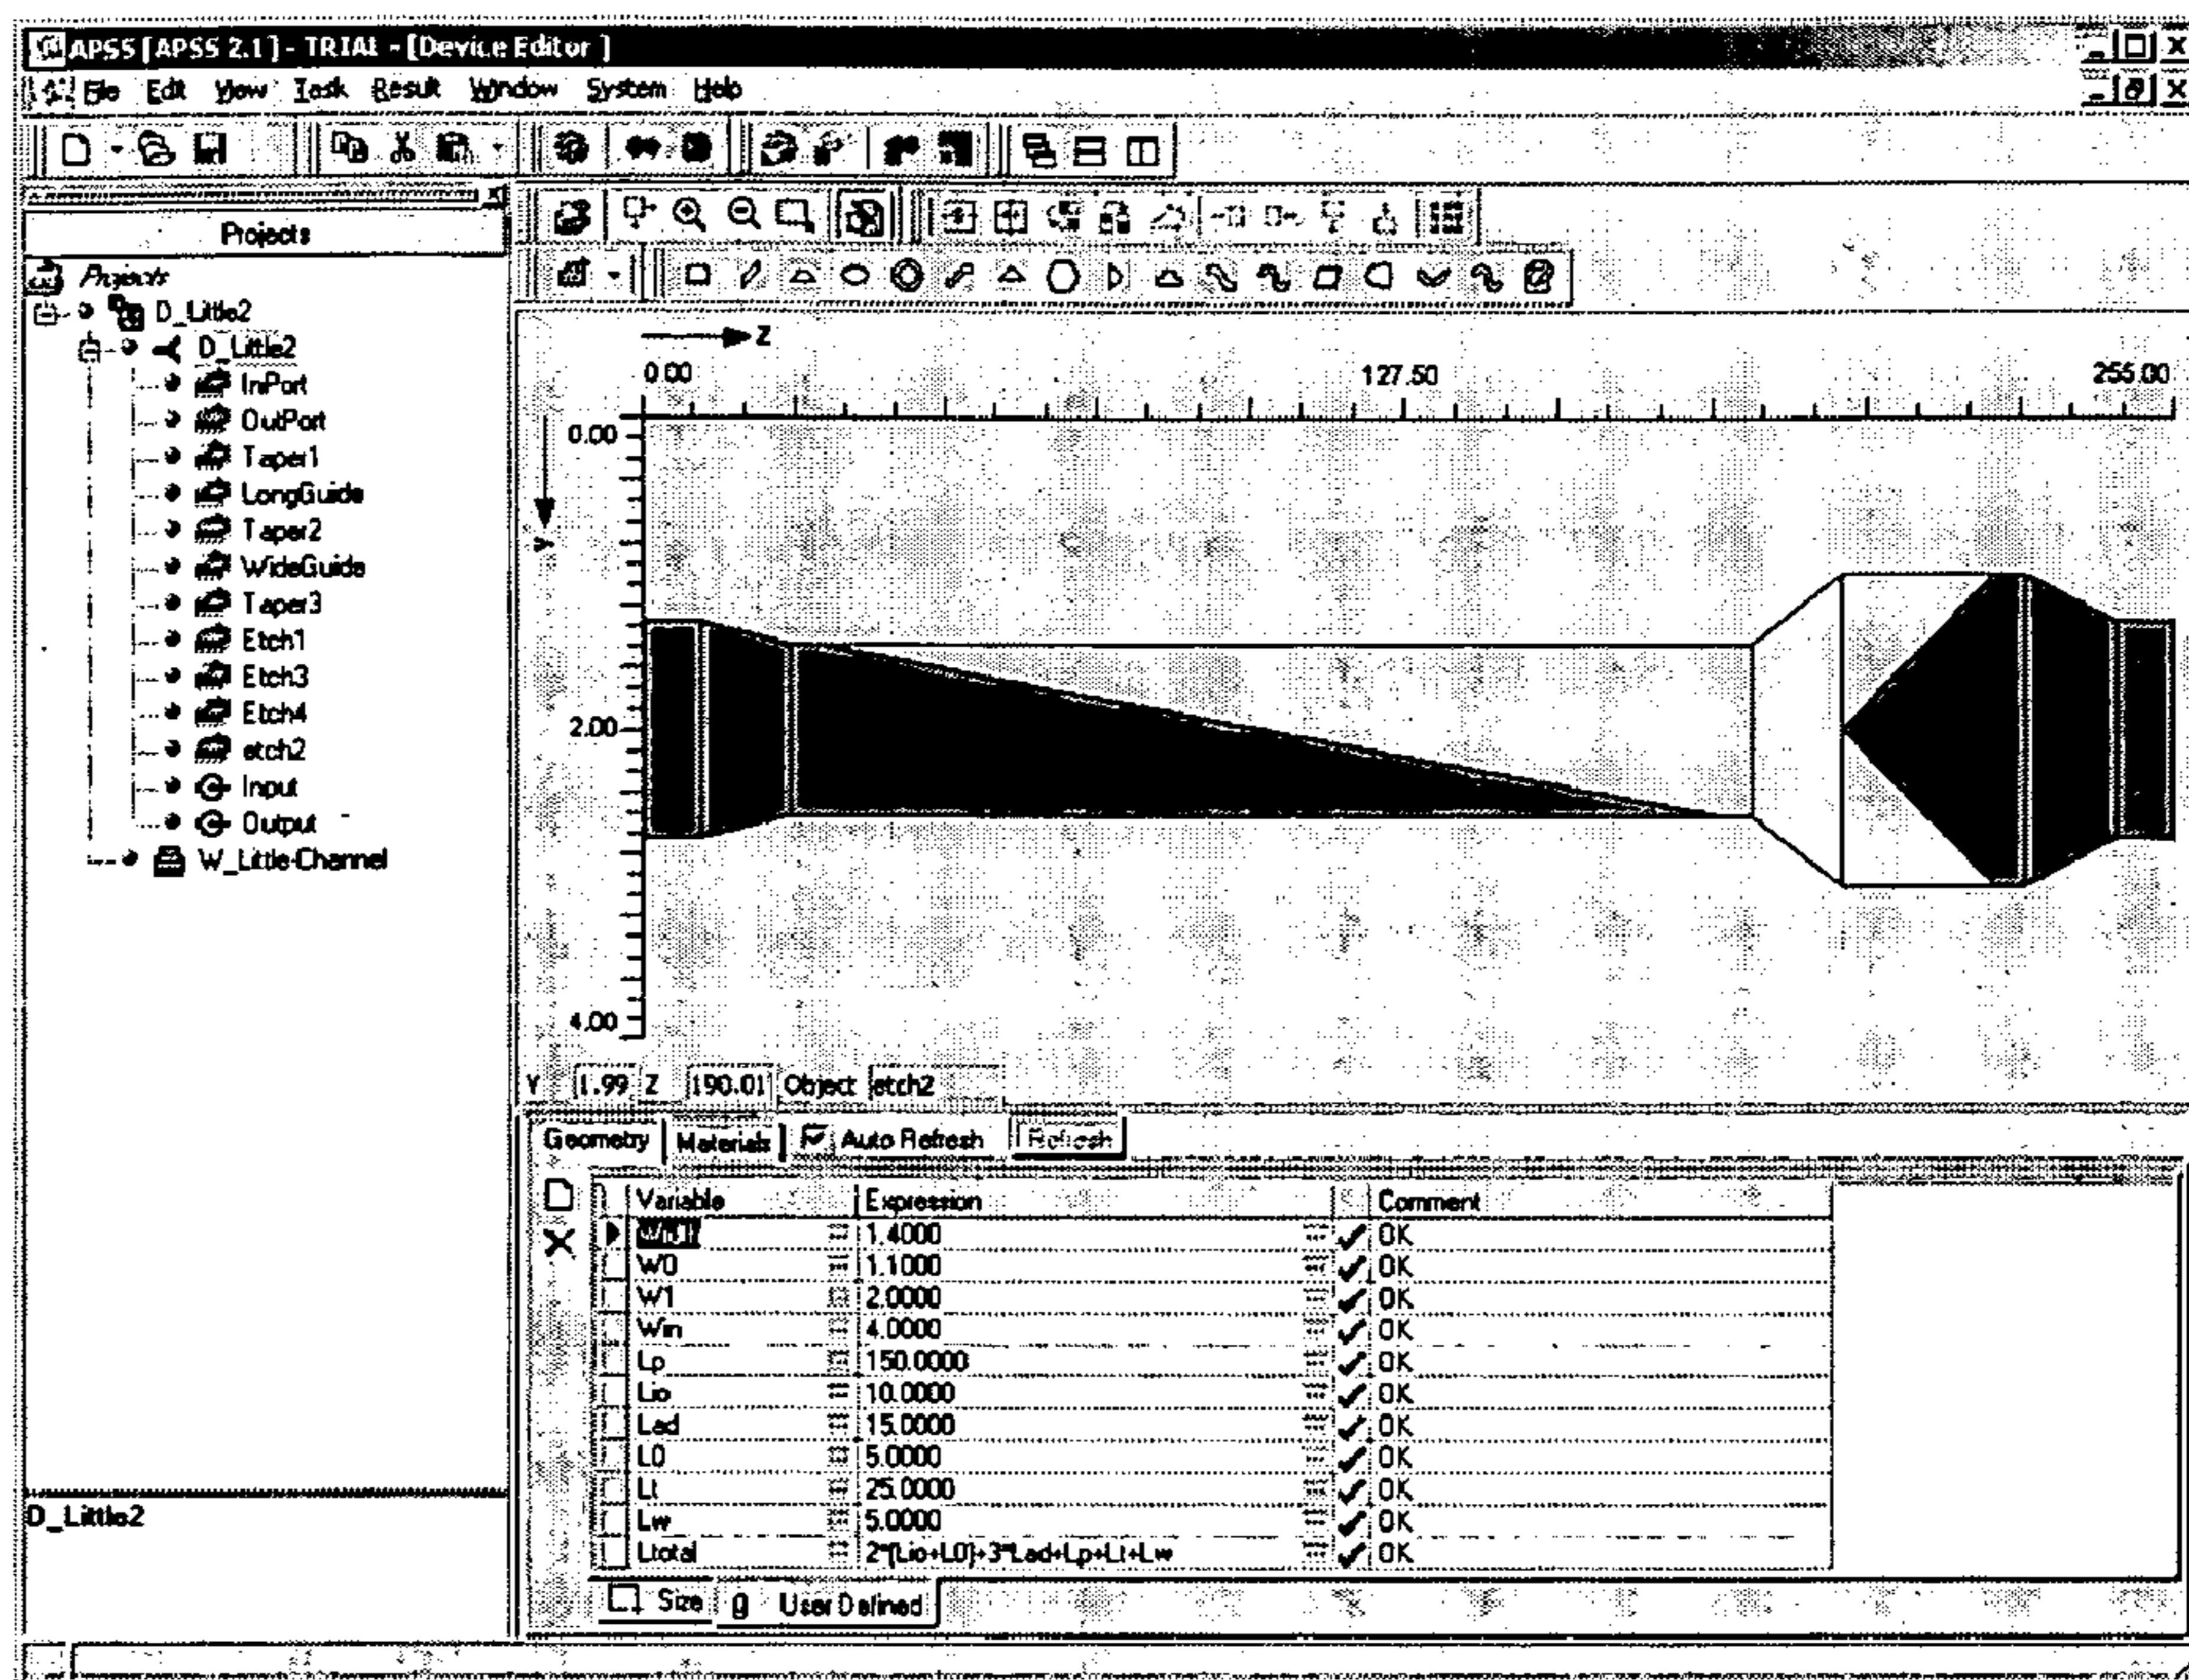 APSS [APSS 2.1] - TRIAL - [Device Editor ]
File Edit View Task Result Window System Help
Projects
Projects
D_Little2
D_Little2
InPort
OutPort
Taper1
LongGuide
Taper2
WideGuide
Taper3
Etch1
Etch3
Etch4
etch2
Input
Output
W_Little-Channel
D_Little2
Z
0.00 127.50 255.00
Y
0.00
2.00
4.00
Y 1.99 Z 190.01 Object etch2
Geometry Materials Auto Refresh Refresh
Variable Expression Comment
1.4000 OK
W0 1.1000 OK
W1 2.0000 OK
Win 4.0000 OK
Lp 150.0000 OK
Lio 10.0000 OK
Lad 15.0000 OK
L0 5.0000 OK
Lt 25.0000 OK
Lw 5.0000 OK
Ltotal 2*(Lio+L0)+3*Lad+Lp+Lt+Lw OK
Size User Defined